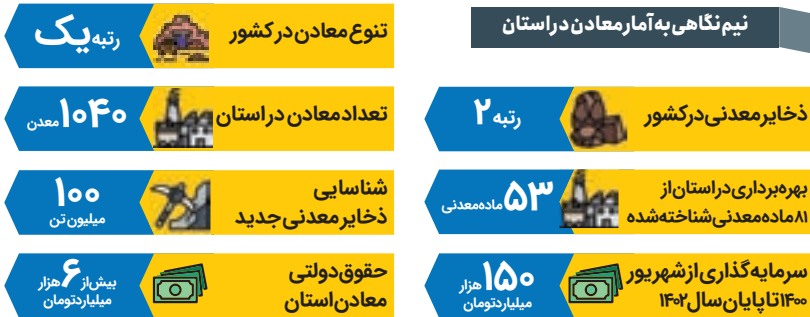 نیم نگاهی به آمار معادن در استان
ذخایر معدنی در کشور
رتبه ۲
بهره‌برداری در استان از
۸۱ ماده معدنی شناخته شده
۵۳ ماده معدنی
سرمایه گذاری از شهریور
۱۴۰۰ تا پایان سال ۱۴۰۲
۱۵۰ هزار
میلیارد تومان
تنوع معادن در کشور
رتبه یک
تعداد معادن در استان
۱۰۴۰ معدن
شناسایی
ذخایر معدنی جدید
۱۰۰
میلیون تن
حقوق دولتی
معادن استان
بیش از ۶ هزار
میلیارد تومان